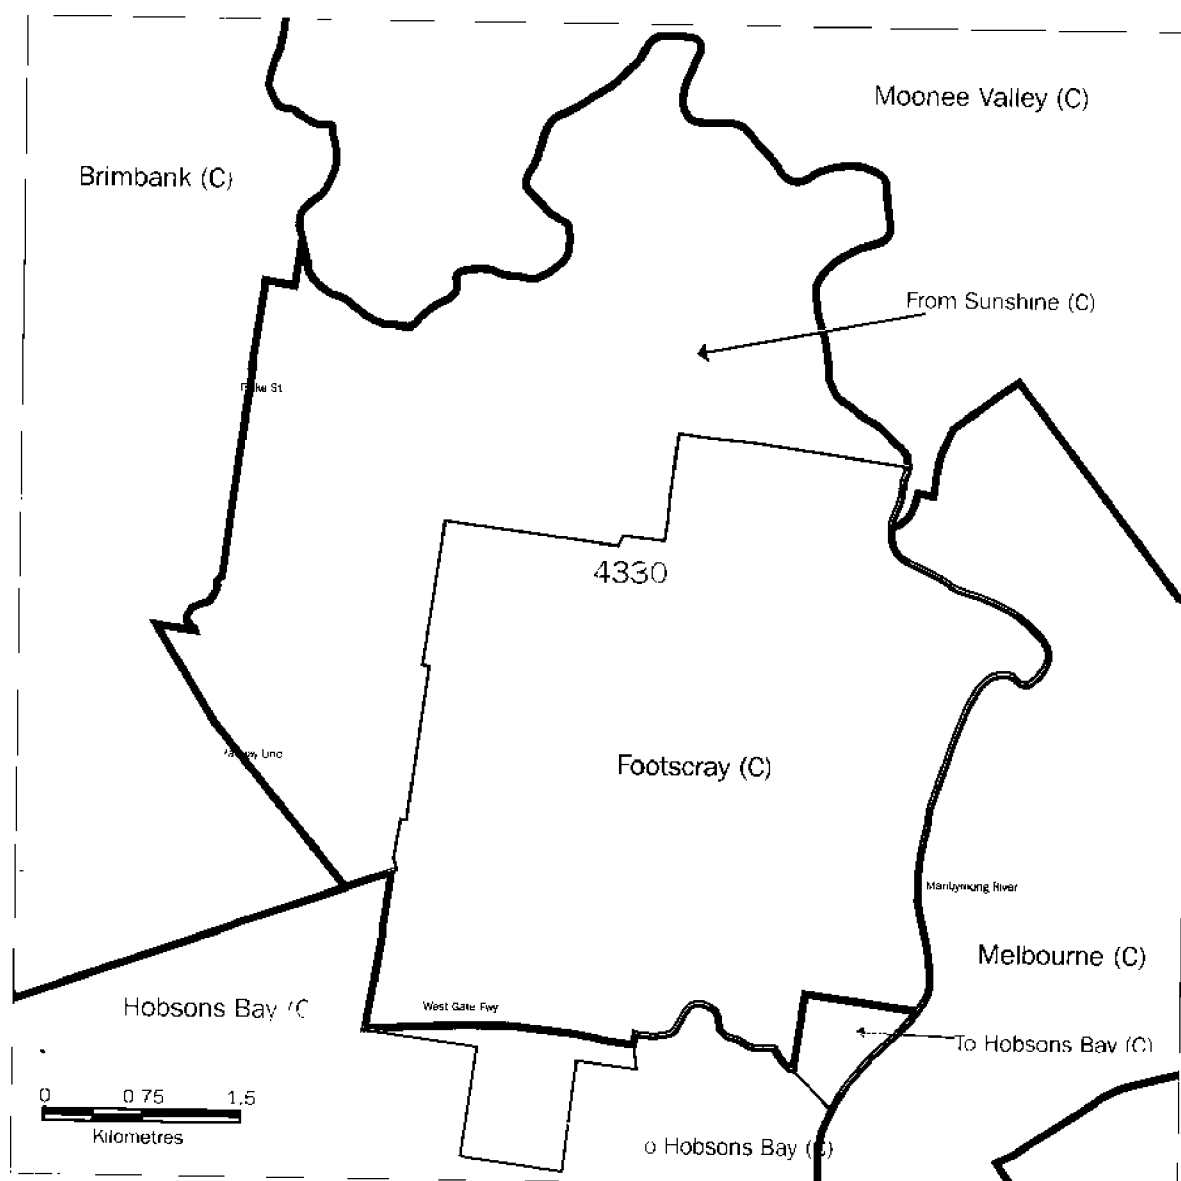 Moonee Valley (C)
Brimbank (C)
From Sunshine (C)
St
4330
Footscray (C)
Maribyrnong River
Melbourne (C)
Hobsons Bay (C
West Gate Fwy
To Hobsons Bay (C)
0 0 75 1.5
Kilometres
o Hobsons Bay (C)